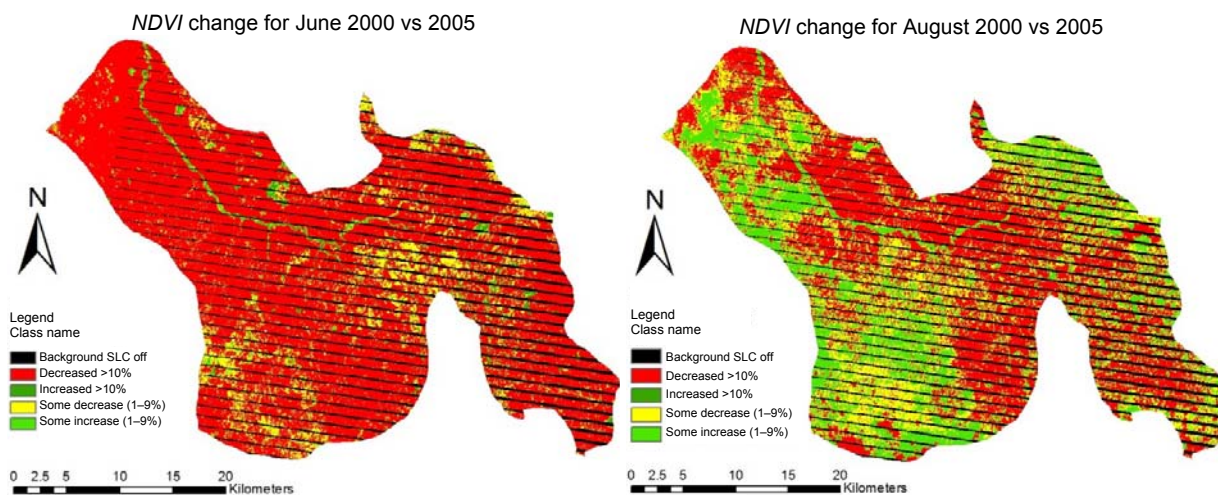 NDVI change for June 2000 vs 2005
N
Legend
Class name
Background SLC off
Decreased >10%
Increased >10%
Some decrease (1–9%)
Some increase (1–9%)
0 2.5 5 10 15 20
Kilometers
NDVI change for August 2000 vs 2005
N
Legend
Class name
Background SLC off
Decreased >10%
Increased >10%
Some decrease (1–9%)
Some increase (1–9%)
0 2.5 5 10 15 20
Kilometers